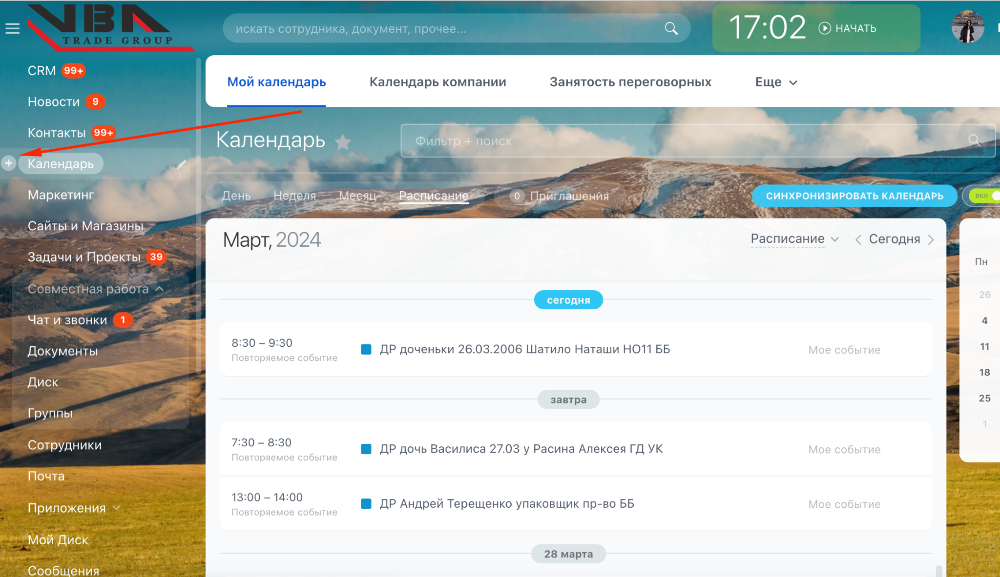 VBA
TRADE GROUP
искать сотрудника, документ, прочее...
17:02 НАЧАТЬ
CRM 99+
Новости 9
Контакты 99+
+ Календарь
Маркетинг
Сайты и Магазины
Задачи и Проекты 39
Совместная работа
Чат и звонки 1
Документы
Диск
Группы
Сотрудники
Почта
Приложения
Мой Диск
Сообщения
Мой календарь Календарь компании Занятость переговорных Еще
Календарь
Фильтр + поиск
День Неделя Месяц Расписание 0 Приглашения
СИНХРОНИЗИРОВАТЬ КАЛЕНДАРЬ
ВКЛ
Март, 2024
Расписание Сегодня
сегодня
8:30 – 9:30
Повторяемое событие
ДР доченьки 26.03.2006 Шатило Наташи НО11 ББ
Мое событие
завтра
7:30 – 8:30
Повторяемое событие
ДР дочь Василиса 27.03 у Расина Алексея ГД УК
Мое событие
13:00 – 14:00
Повторяемое событие
ДР Андрей Терещенко упаковщик пр-во ББ
Мое событие
28 марта
Пн
26
4
11
18
25
1